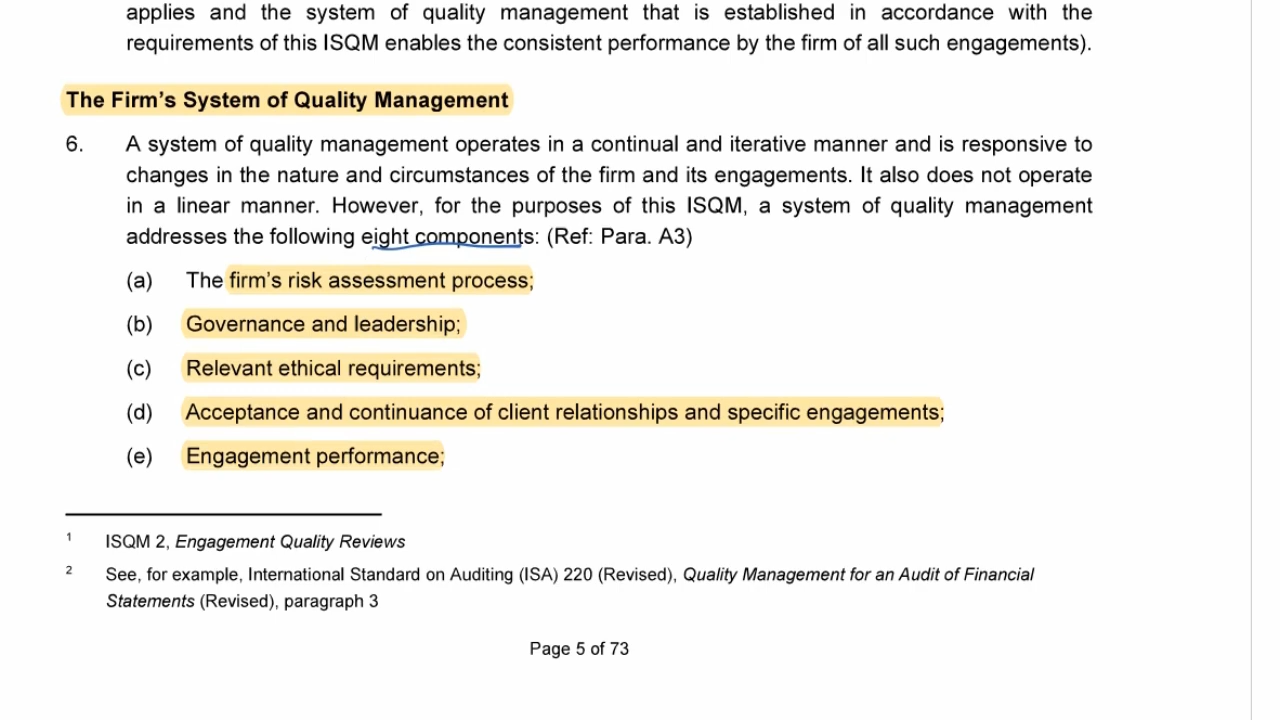 applies and the system of quality management that is established in accordance with the
requirements of this ISQM enables the consistent performance by the firm of all such engagements).
The Firm's System of Quality Management
6. A system of quality management operates in a continual and iterative manner and is responsive to
changes in the nature and circumstances of the firm and its engagements. It also does not operate
in a linear manner. However, for the purposes of this ISQM, a system of quality management
addresses the following eight components: (Ref: Para. A3)
(a) The firm's risk assessment process;
(b) Governance and leadership;
(c) Relevant ethical requirements;
(d) Acceptance and continuance of client relationships and specific engagements;
(e) Engagement performance;
1 ISQM 2, Engagement Quality Reviews
2 See, for example, International Standard on Auditing (ISA) 220 (Revised), Quality Management for an Audit of Financial
Statements (Revised), paragraph 3
Page 5 of 73